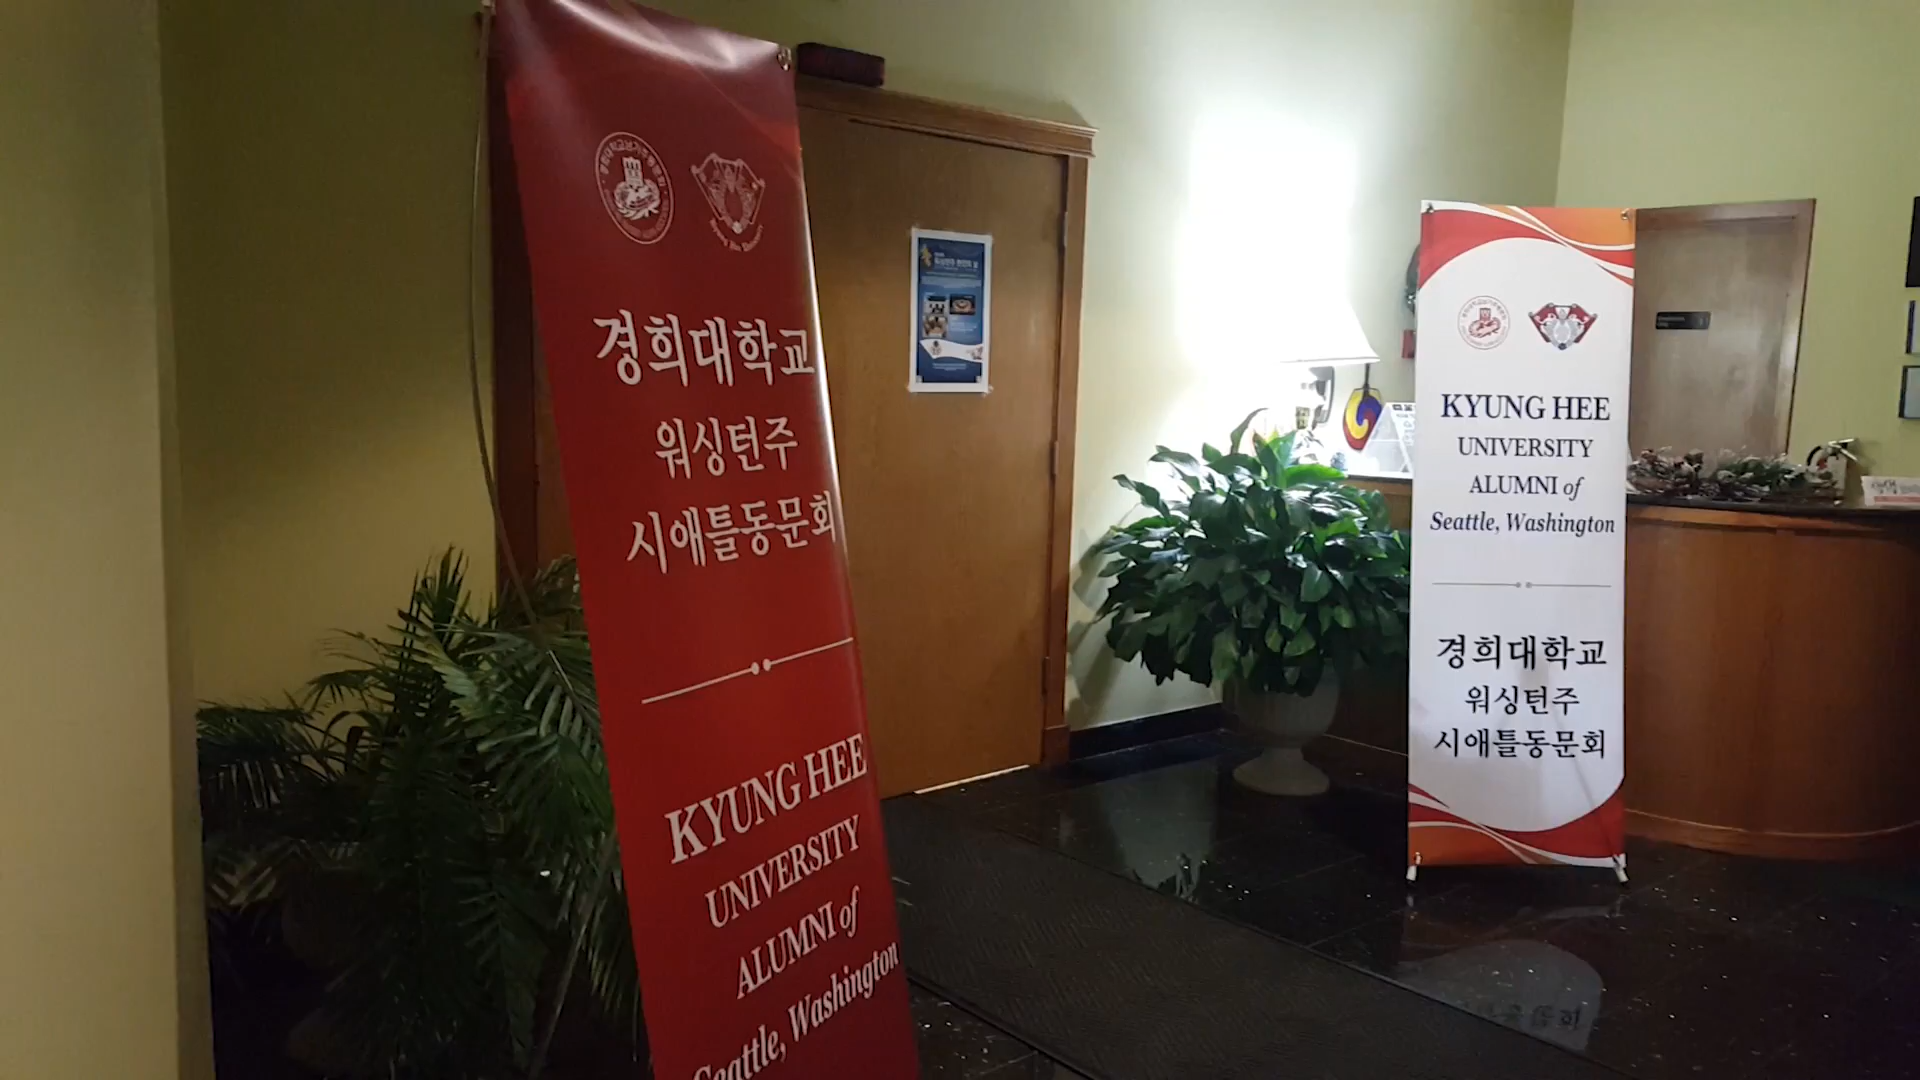 경희대학교
워싱턴주
시애틀동문회
KYUNG HEE
UNIVERSITY
ALUMNI of
Seattle, Washington
KYUNG HEE
UNIVERSITY
ALUMNI of
Seattle, Washington
경희대학교
워싱턴주
시애틀동문회